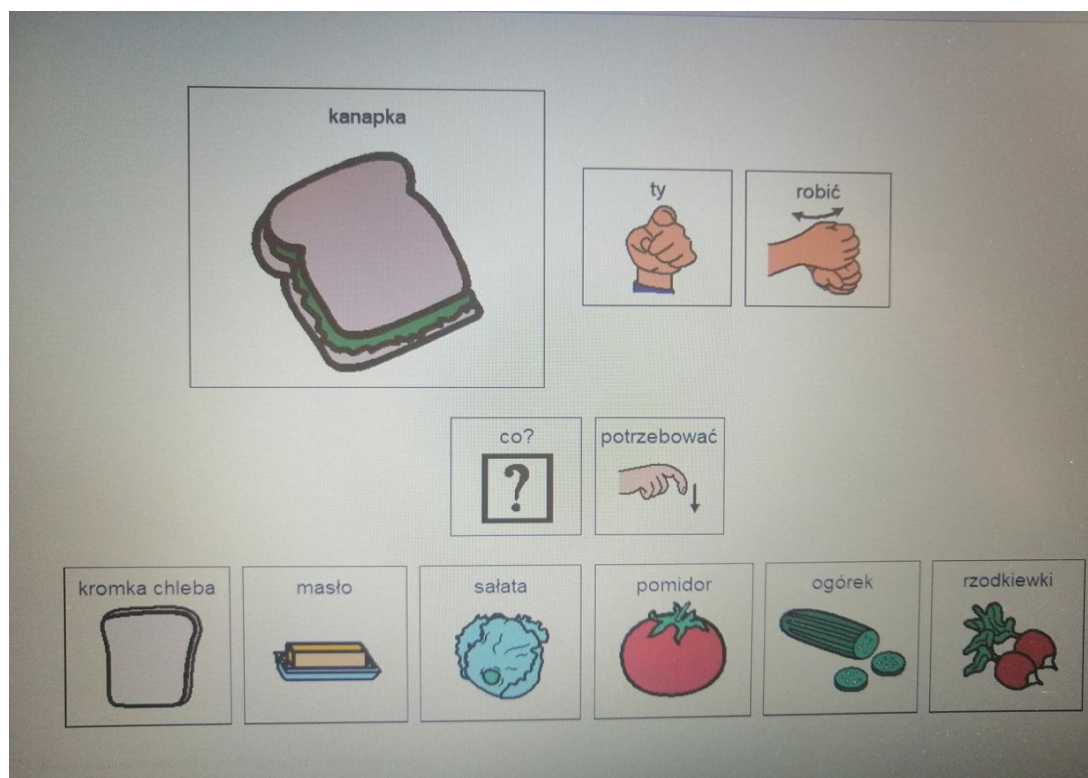 kanapka
ty
robić
co?
?
potrzebować
kromka chleba
masło
sałata
pomidor
ogórek
rzodkiewki